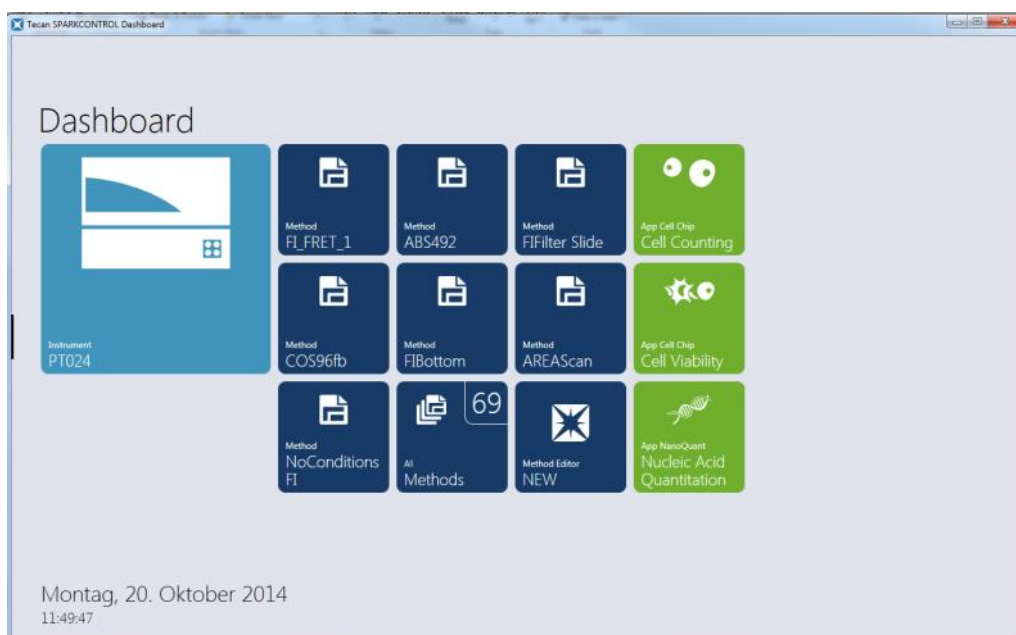 Tecan SPARKCONTROL Dashboard
Dashboard
Instrument
PT024
Method
FI_FRET_1
Method
ABS492
Method
FIFilter Slide
App Cell Chip
Cell Counting
Method
COS96fb
Method
FIBottom
Method
AREAScan
App Cell Chip
Cell Viability
Method
NoConditions
FI
69
All
Methods
Method Editor
NEW
App NanoQuant
Nucleic Acid
Quantitation
Montag, 20. Oktober 2014
11:49:47